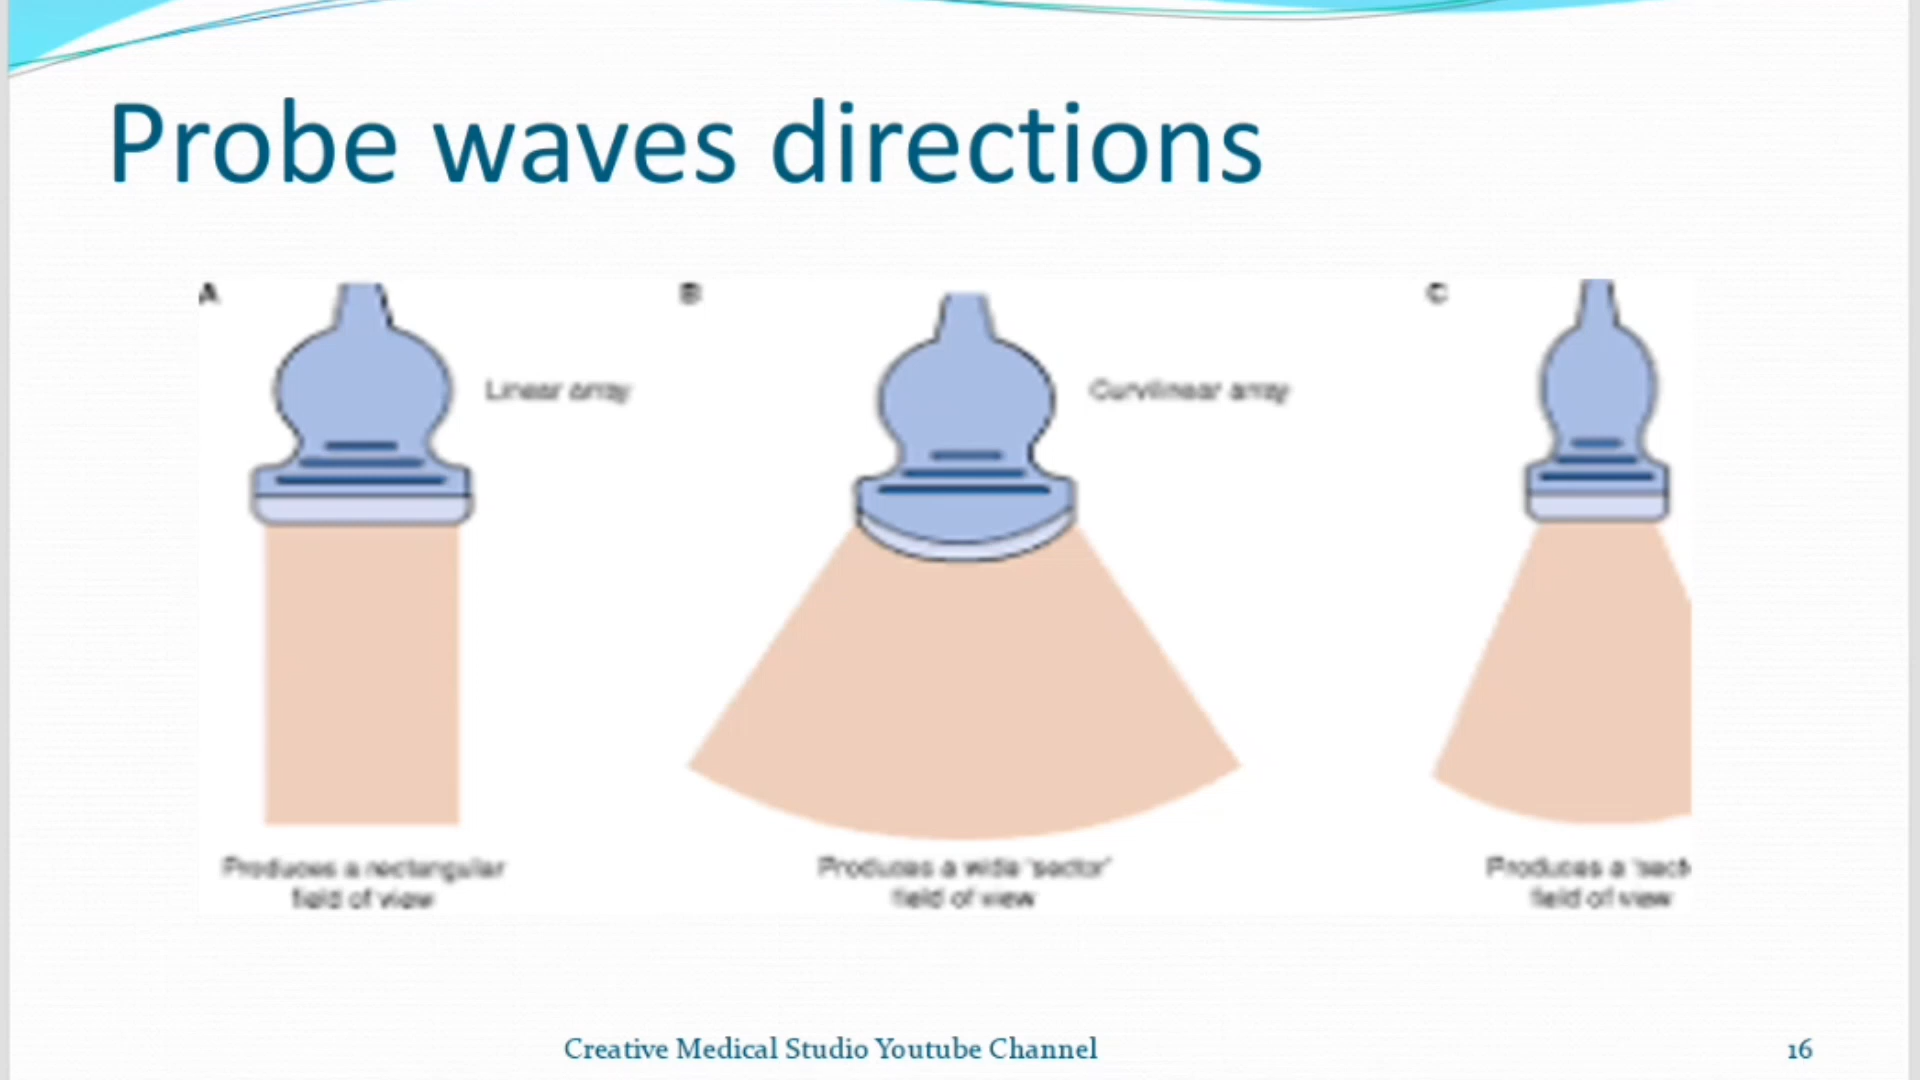 Probe waves directions
A
B
C
Linear array
Curvilinear array
Produces a rectangular
field of view
Produces a wide 'sector'
field of view
Produces a 'sect
field of view
Creative Medical Studio Youtube Channel
16